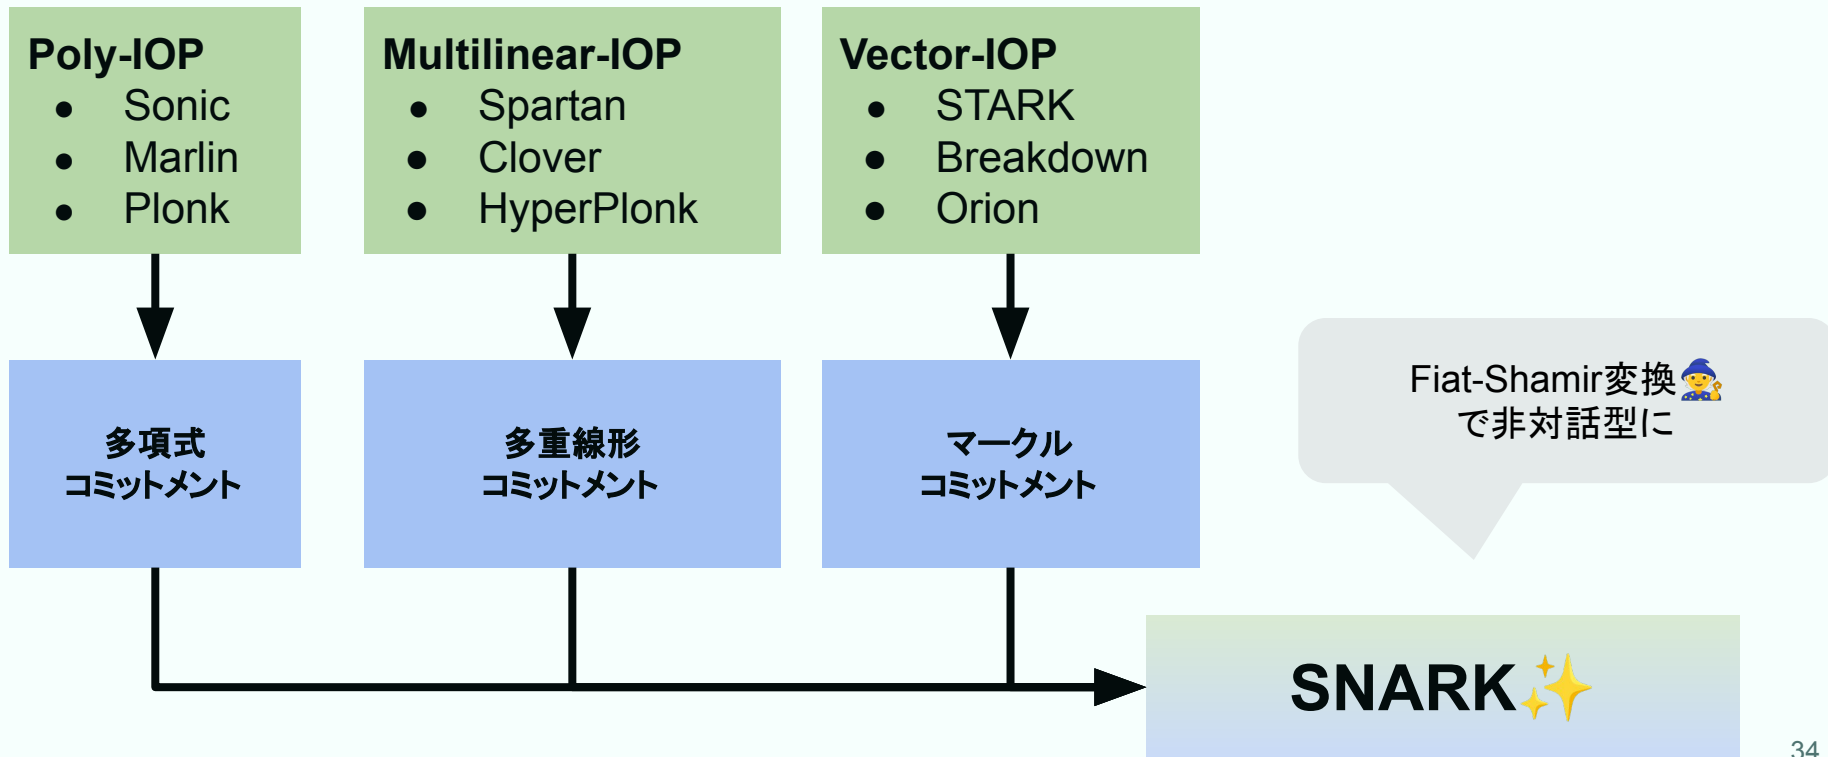 Poly-IOP
● Sonic
● Marlin
● Plonk
Multilinear-IOP
● Spartan
● Clover
● HyperPlonk
Vector-IOP
● STARK
● Breakdown
● Orion
多項式
コミットメント
多重線形
コミットメント
マークル
コミットメント
Fiat-Shamir変換🧙
で非対話型に
SNARK✨
34